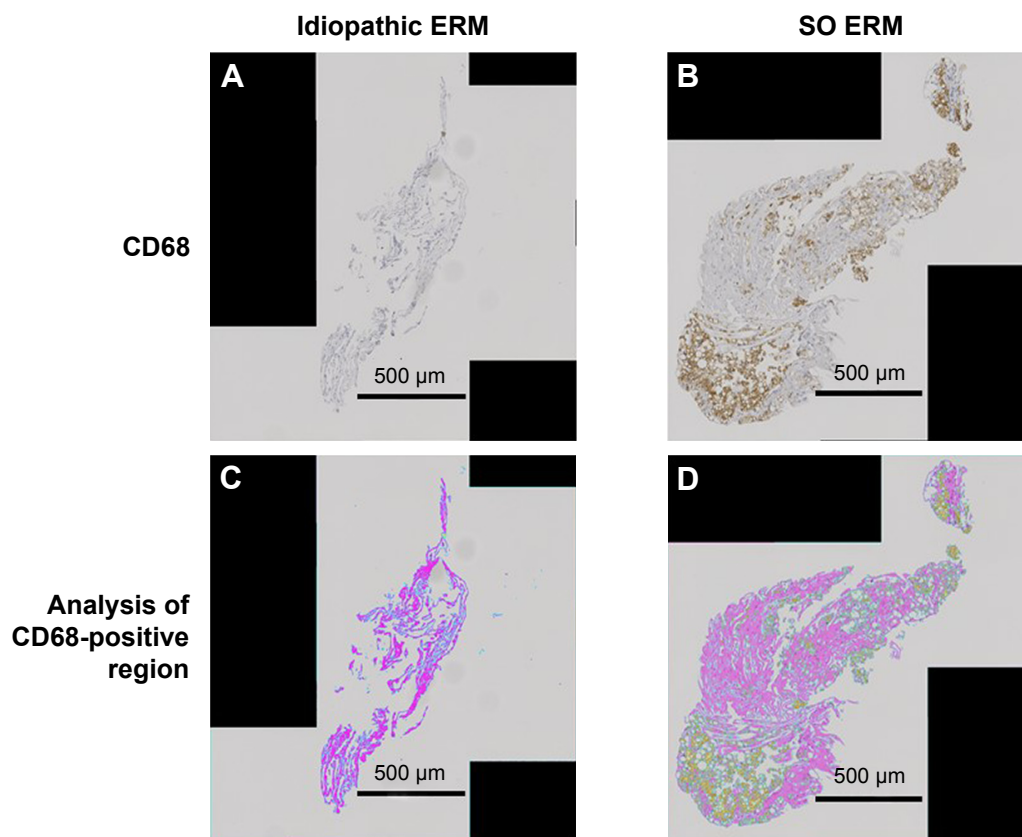 Idiopathic ERM
SO ERM
A
B
CD68
500 µm
500 µm
C
D
Analysis of
CD68-positive
region
500 µm
500 µm